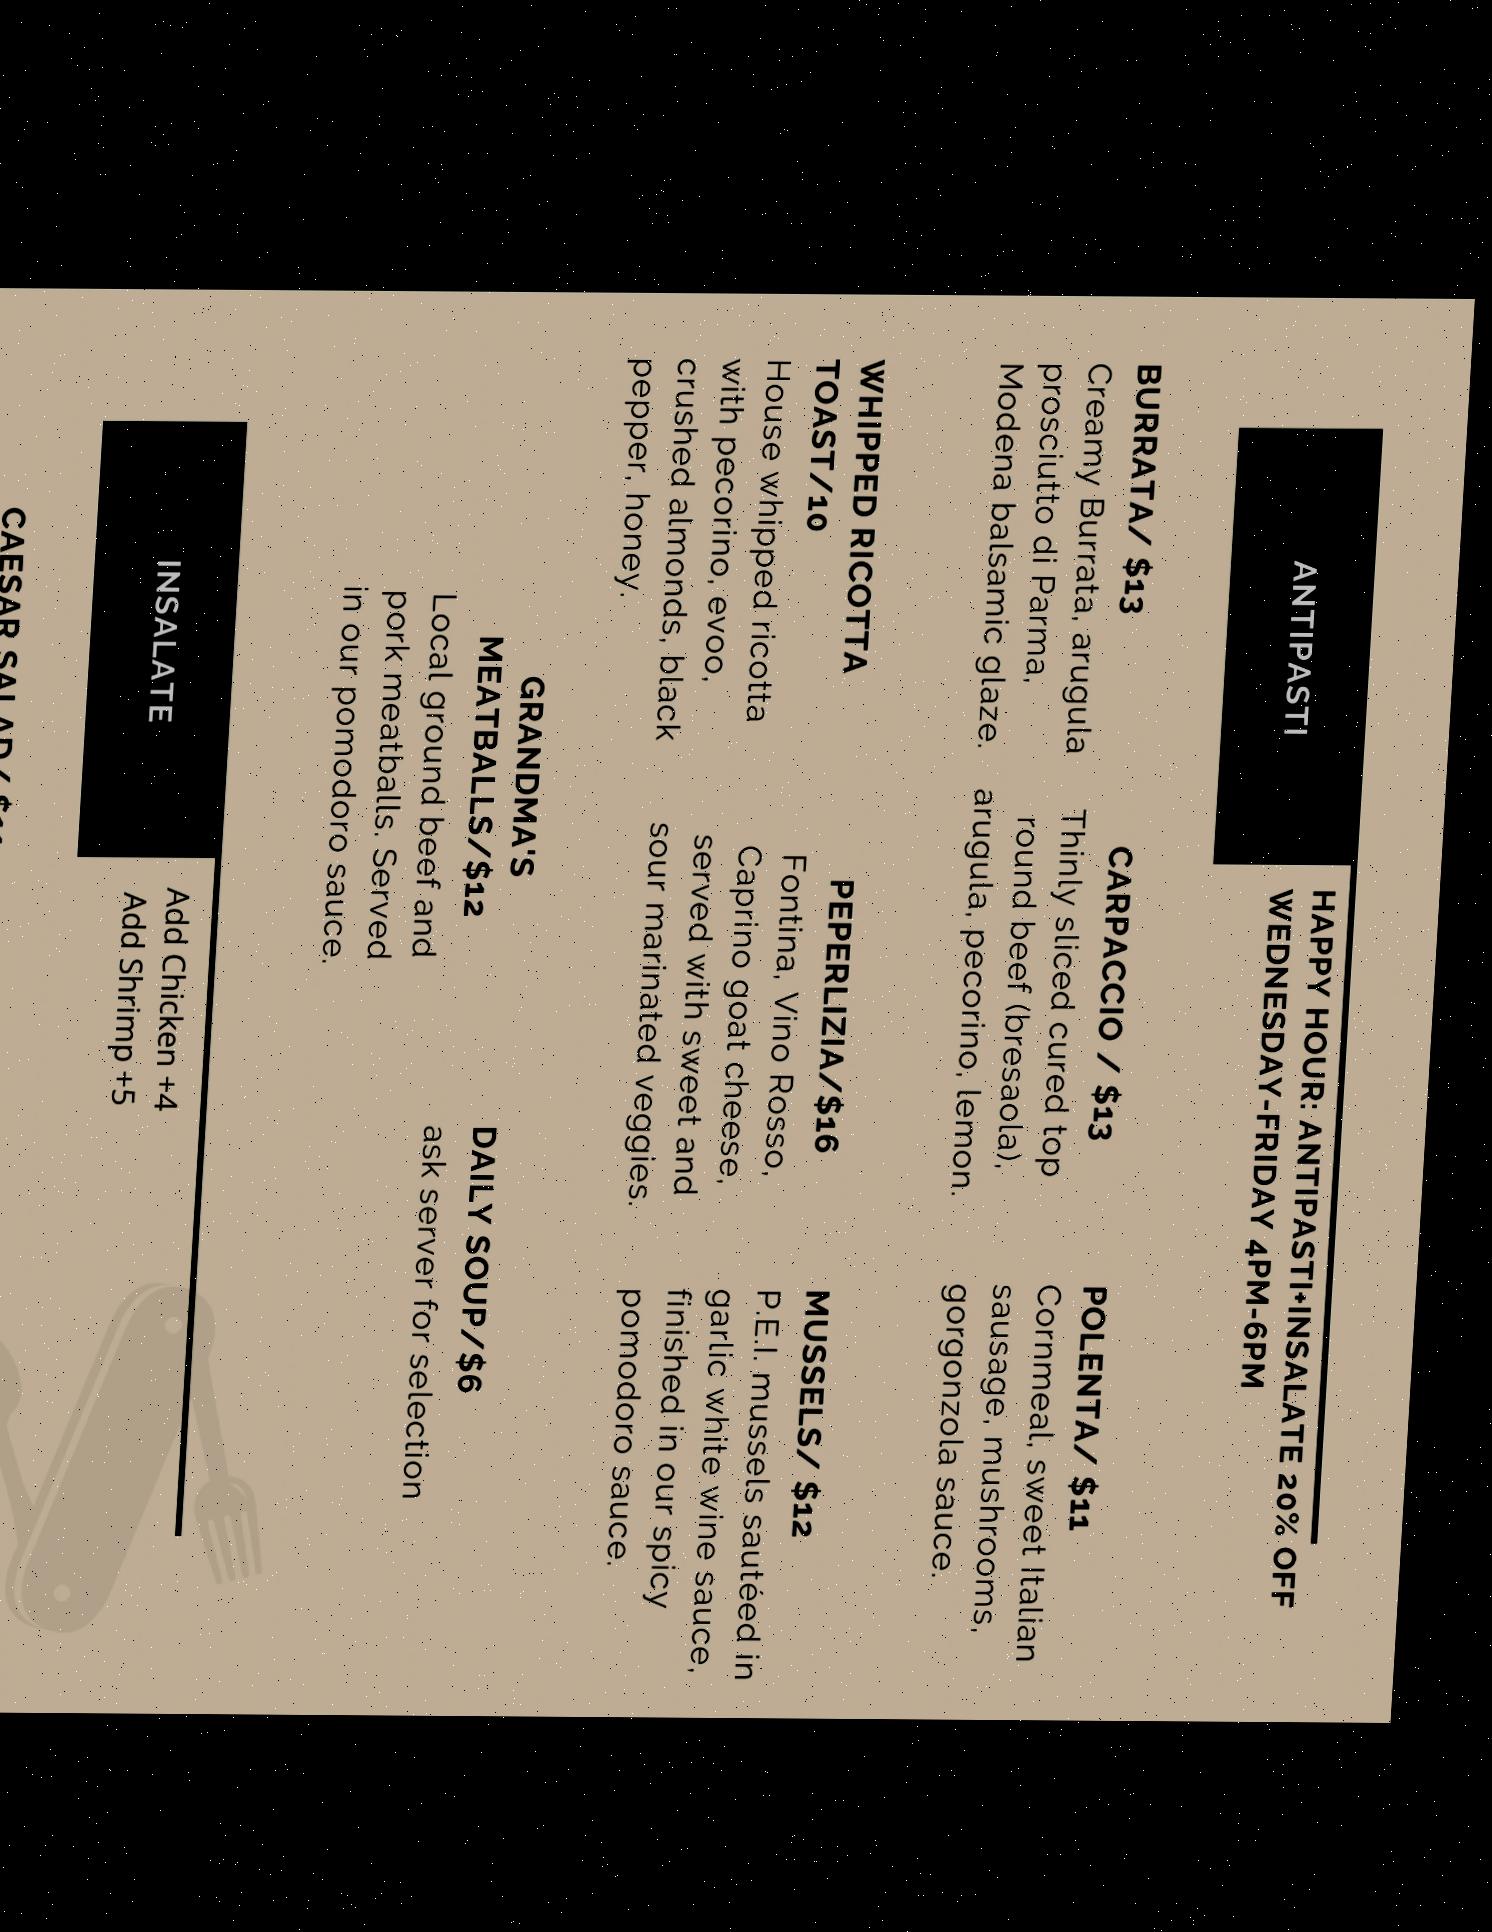 ANTIPASTI
HAPPY HOUR: ANTIPASTI+INSALATE 20% OFF
WEDNESDAY-FRIDAY 4PM-6PM
BURRATA/ $13
Creamy Burrata, arugula
prosciutto di Parma,
Modena balsamic glaze.
CARPACCIO / $13
Thinly sliced cured top
round beef (bresaola),
arugula, pecorino, lemon.
POLENTA/ $11
Cornmeal, sweet Italian
sausage, mushrooms,
gorgonzola sauce.
WHIPPED RICOTTA
TOAST/10
House whipped ricotta
with pecorino, evoo,
crushed almonds, black
pepper, honey.
PEPERLIZIA/$16
Fontina, Vino Rosso,
Caprino goat cheese,
served with sweet and
sour marinated veggies.
MUSSELS/ $12
P.E.I. mussels sautéed in
garlic white wine sauce,
finished in our spicy
pomodoro sauce.
GRANDMA'S
MEATBALLS/$12
Local ground beef and
pork meatballs. Served
in our pomodoro sauce.
DAILY SOUP/$6
ask server for selection
INSALATE
Add Chicken +4
Add Shrimp +5
CAESAR SALAD/